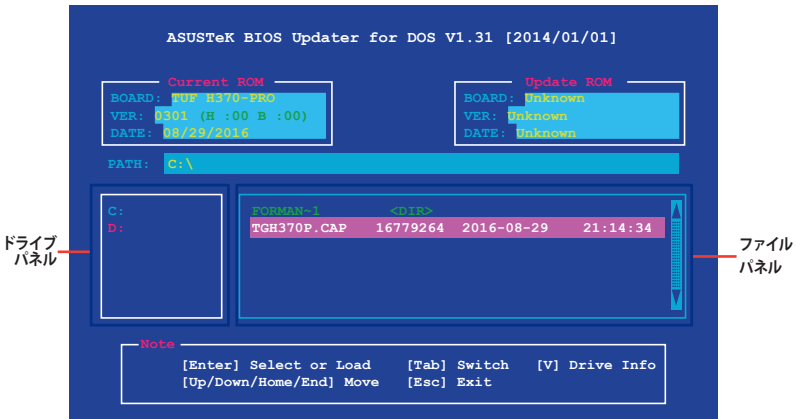 ASUSTeK BIOS Updater for DOS V1.31 [2014/01/01]
Current ROM
BOARD: TUF H370-PRO
VER: 0301 (H :00 B :00)
DATE: 08/29/2016
Update ROM
BOARD: Unknown
VER: Unknown
DATE: Unknown
PATH: C:\
C:
D:
FORMAN~1 <DIR>
TGH370P.CAP 16779264 2016-08-29 21:14:34
ドライブ
パネル
ファイル
パネル
Note
[Enter] Select or Load [Tab] Switch [V] Drive Info
[Up/Down/Home/End] Move [Esc] Exit